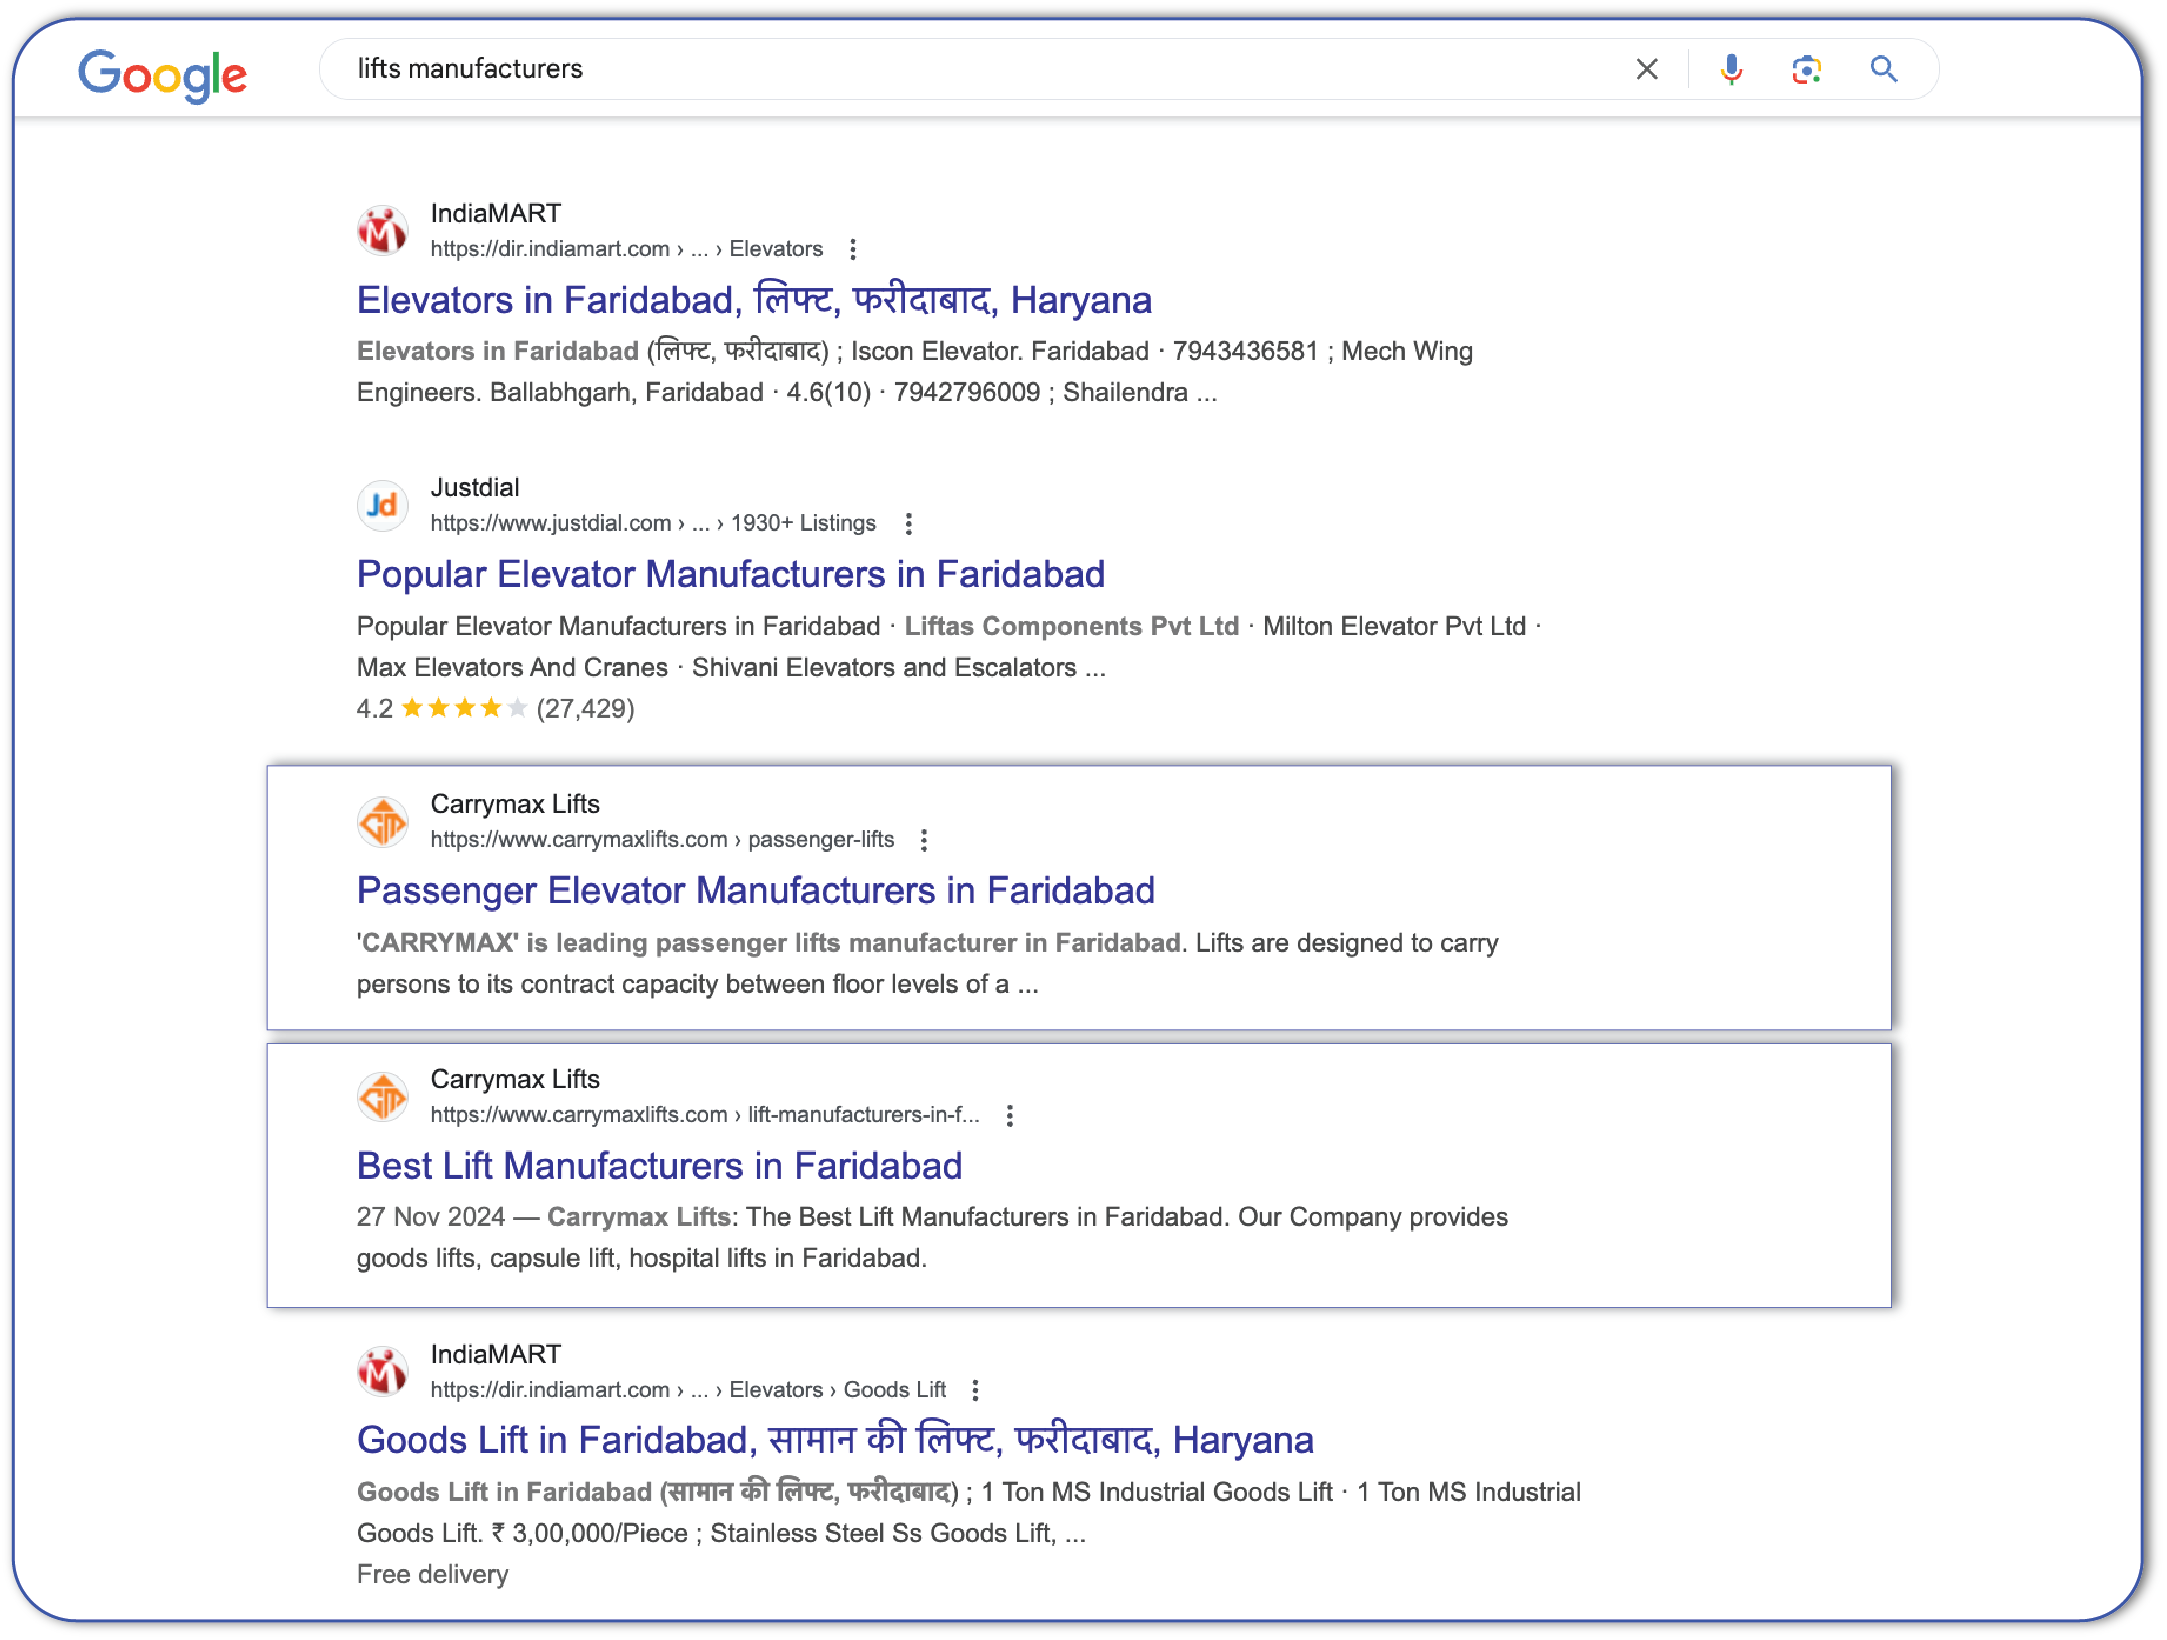 Google
lifts manufacturers
IndiaMART
https://dir.indiamart.com › ... › Elevators
Elevators in Faridabad, लिफ्ट, फरीदाबाद, Haryana
Elevators in Faridabad (लिफ्ट, फरीदाबाद) ; Iscon Elevator. Faridabad · 7943436581 ; Mech Wing
Engineers. Ballabhgarh, Faridabad · 4.6(10) · 7942796009 ; Shailendra ...
Jd
Justdial
https://www.justdial.com › ... › 1930+ Listings
Popular Elevator Manufacturers in Faridabad
Popular Elevator Manufacturers in Faridabad · Liftas Components Pvt Ltd · Milton Elevator Pvt Ltd ·
Max Elevators And Cranes · Shivani Elevators and Escalators ...
4.2 ★★★★★ (27,429)
Carrymax Lifts
https://www.carrymaxlifts.com › passenger-lifts
Passenger Elevator Manufacturers in Faridabad
'CARRYMAX' is leading passenger lifts manufacturer in Faridabad. Lifts are designed to carry
persons to its contract capacity between floor levels of a ...
Carrymax Lifts
https://www.carrymaxlifts.com › lift-manufacturers-in-f...
Best Lift Manufacturers in Faridabad
27 Nov 2024 — Carrymax Lifts: The Best Lift Manufacturers in Faridabad. Our Company provides
goods lifts, capsule lift, hospital lifts in Faridabad.
IndiaMART
https://dir.indiamart.com › ... › Elevators › Goods Lift
Goods Lift in Faridabad, सामान की लिफ्ट, फरीदाबाद, Haryana
Goods Lift in Faridabad (सामान की लिफ्ट, फरीदाबाद) ; 1 Ton MS Industrial Goods Lift · 1 Ton MS Industrial
Goods Lift. ₹ 3,00,000/Piece ; Stainless Steel Ss Goods Lift, ...
Free delivery